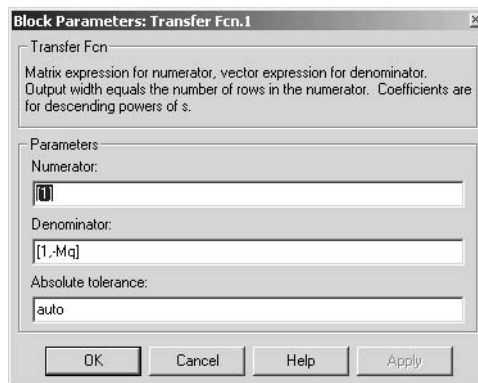 Block Parameters: Transfer Fcn.1
Transfer Fcn
Matrix expression for numerator, vector expression for denominator.
Output width equals the number of rows in the numerator. Coefficients are
for descending powers of s.
Parameters
Numerator:
[1]
Denominator:
[1,-Mq]
Absolute tolerance:
auto
OK Cancel Help Apply